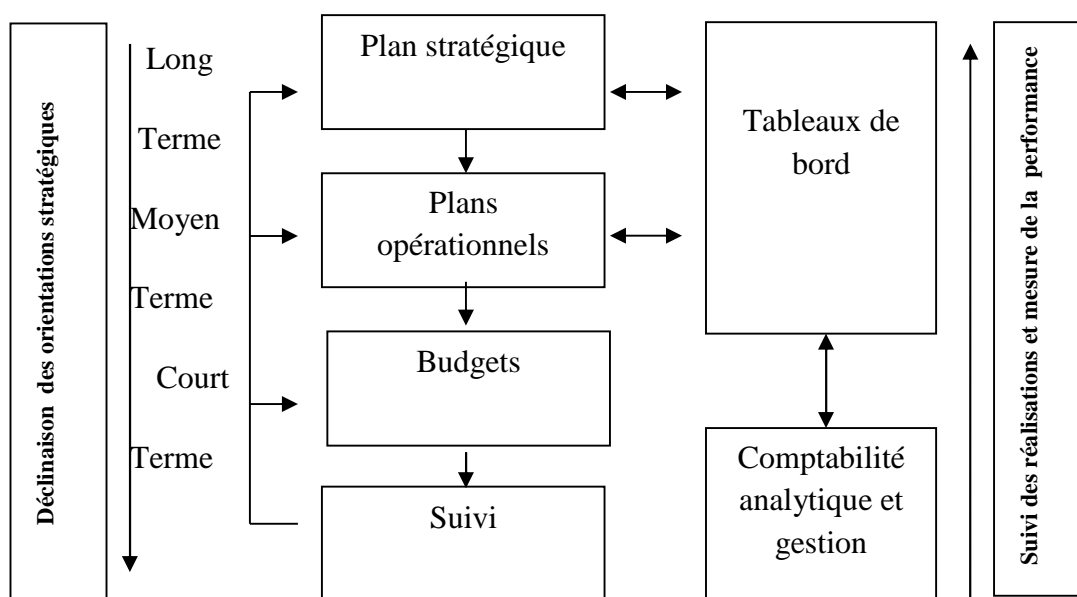 Déclinaison des orientations stratégiques
Long
Terme
Moyen
Terme
Court
Terme
Plan stratégique
Plans
opérationnels
Budgets
Suivi
Tableaux de
bord
Comptabilité
analytique et
gestion
Suivi des réalisations et mesure de la performance